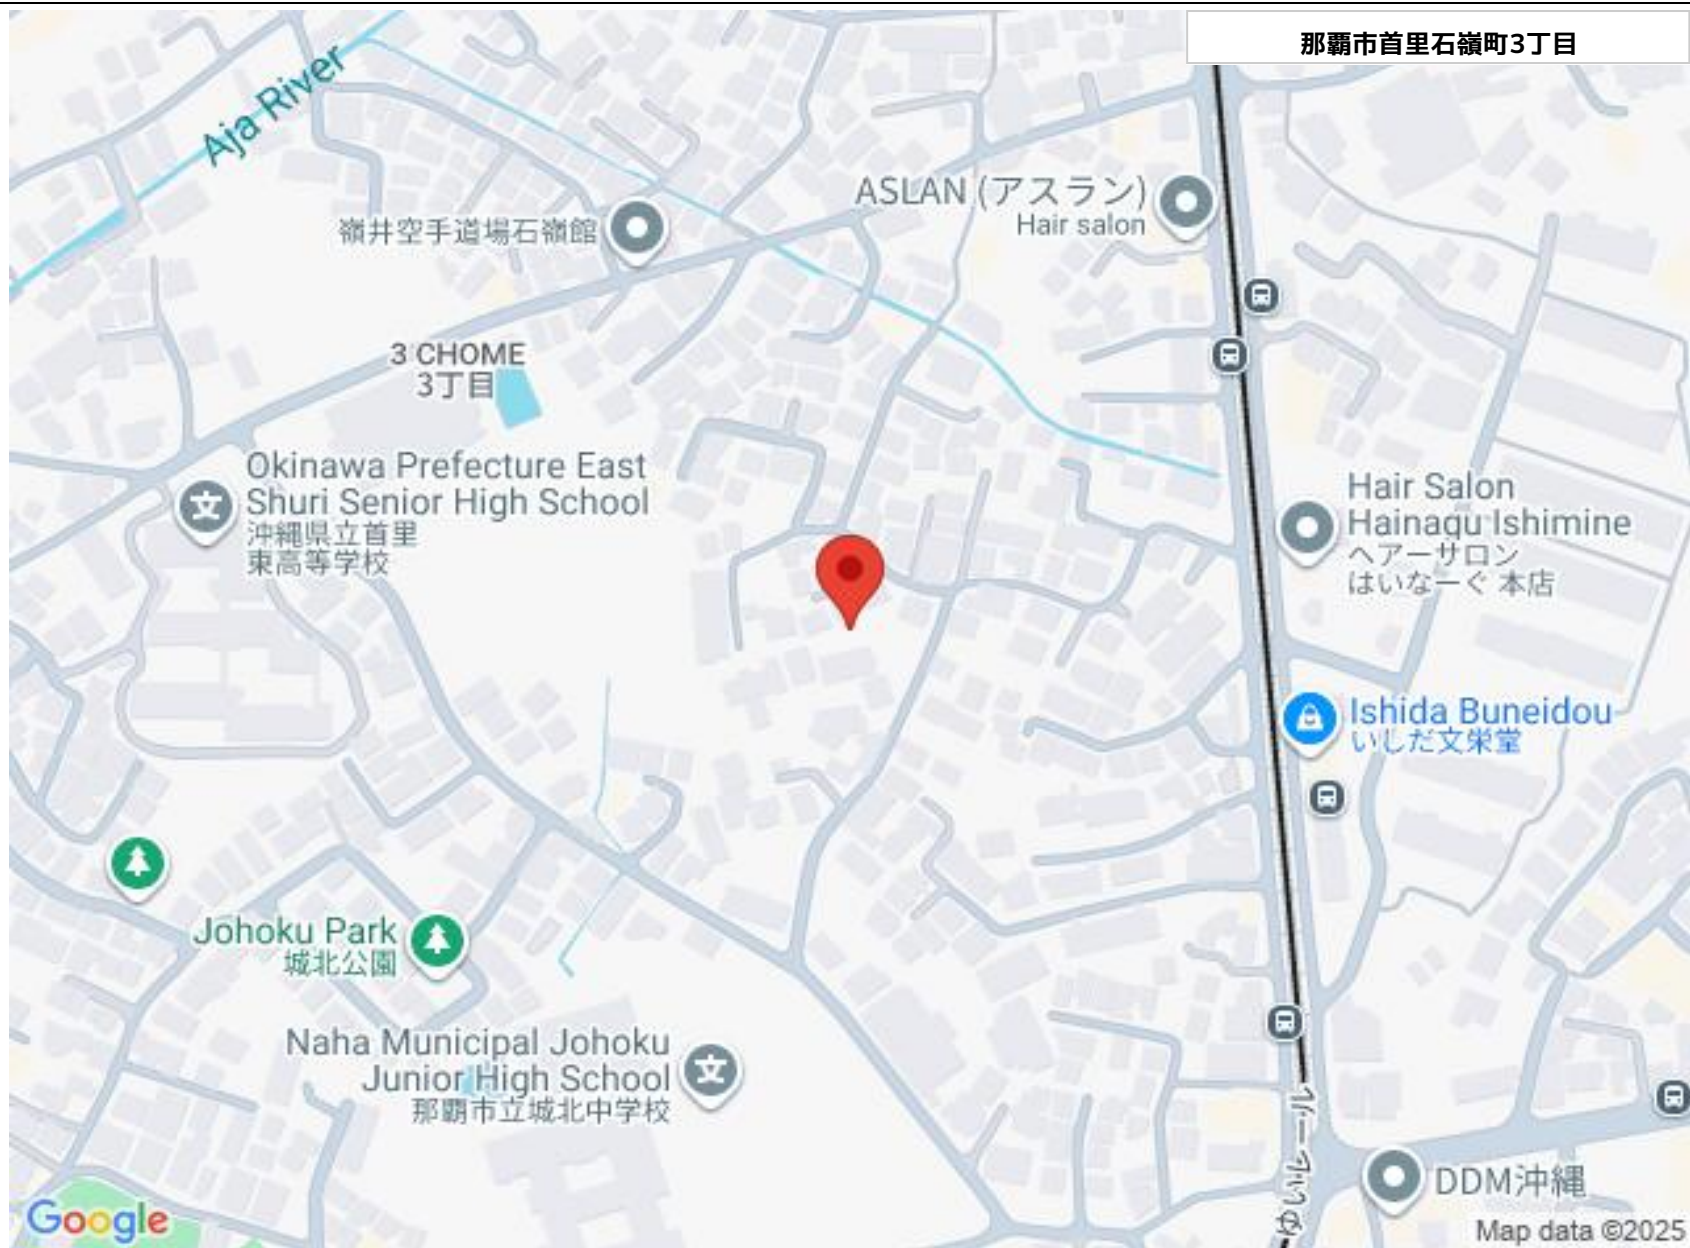 那覇市首里石嶺町3丁目
Aja River
ASLAN (アスラン)
Hair salon
嶺井空手道場石嶺館
3 CHOME
3丁目
Okinawa Prefecture East
Shuri Senior High School
沖縄県立首里
東高等学校
Hair Salon
Hainaqu Ishimine
ヘアーサロン
はいなーぐ 本店
Ishida Buneidou
いしだ文栄堂
Johoku Park
城北公園
Naha Municipal Johoku
Junior High School
那覇市立城北中学校
DDM沖縄
Google
Map data ©2025